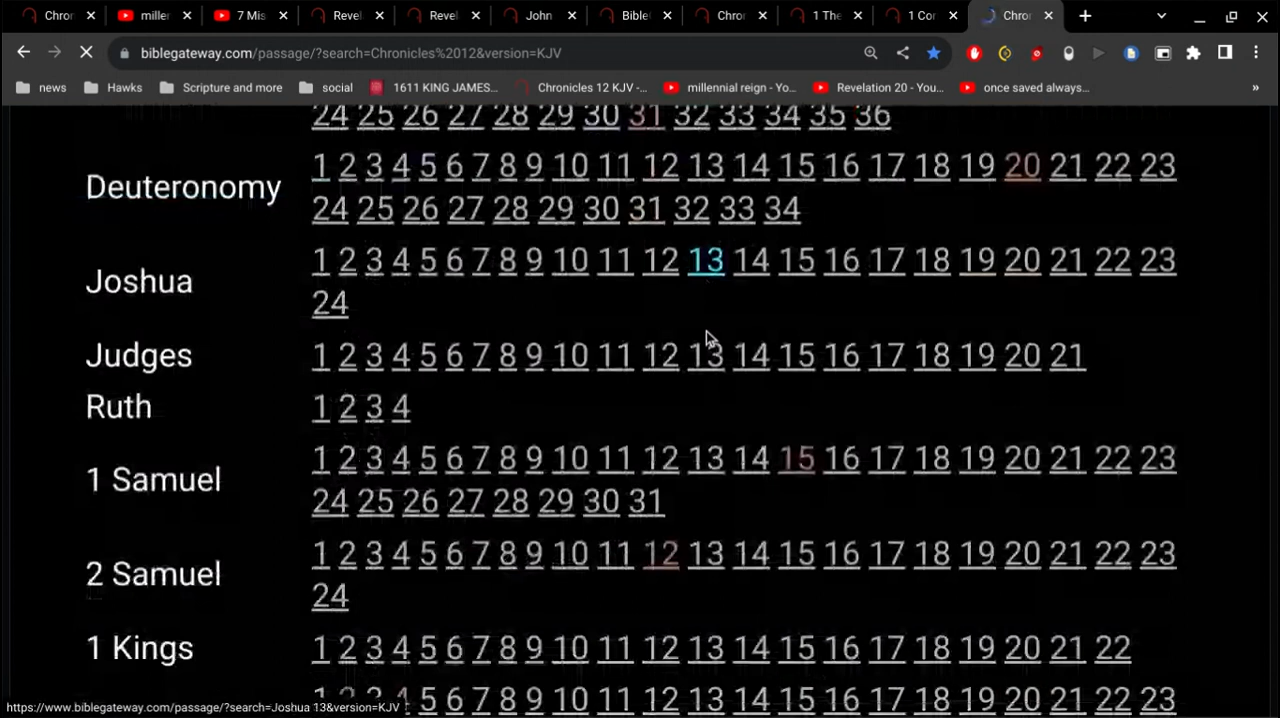 Chron
miller
7 Mis
Revel
Revel
John
Bible
Chron
1 The
1 Cor
Chron
biblegateway.com/passage/?search=Chronicles%2012&version=KJV
news
Hawks
Scripture and more
social
1611 KING JAMES...
Chronicles 12 KJV -...
millennial reign - Yo...
Revelation 20 - You...
once saved always...
»
24 25 26 27 28 29 30 31 32 33 34 35 36
Deuteronomy
1 2 3 4 5 6 7 8 9 10 11 12 13 14 15 16 17 18 19 20 21 22 23
24 25 26 27 28 29 30 31 32 33 34
Joshua
1 2 3 4 5 6 7 8 9 10 11 12 13 14 15 16 17 18 19 20 21 22 23
24
Judges
1 2 3 4 5 6 7 8 9 10 11 12 13 14 15 16 17 18 19 20 21
Ruth
1 2 3 4
1 Samuel
1 2 3 4 5 6 7 8 9 10 11 12 13 14 15 16 17 18 19 20 21 22 23
24 25 26 27 28 29 30 31
2 Samuel
1 2 3 4 5 6 7 8 9 10 11 12 13 14 15 16 17 18 19 20 21 22 23
24
1 Kings
1 2 3 4 5 6 7 8 9 10 11 12 13 14 15 16 17 18 19 20 21 22
1 2 3 4 5 6 7 8 9 10 11 12 13 14 15 16 17 18 19 20 21 22 23
https://www.biblegateway.com/passage/?search=Joshua 13&version=KJV